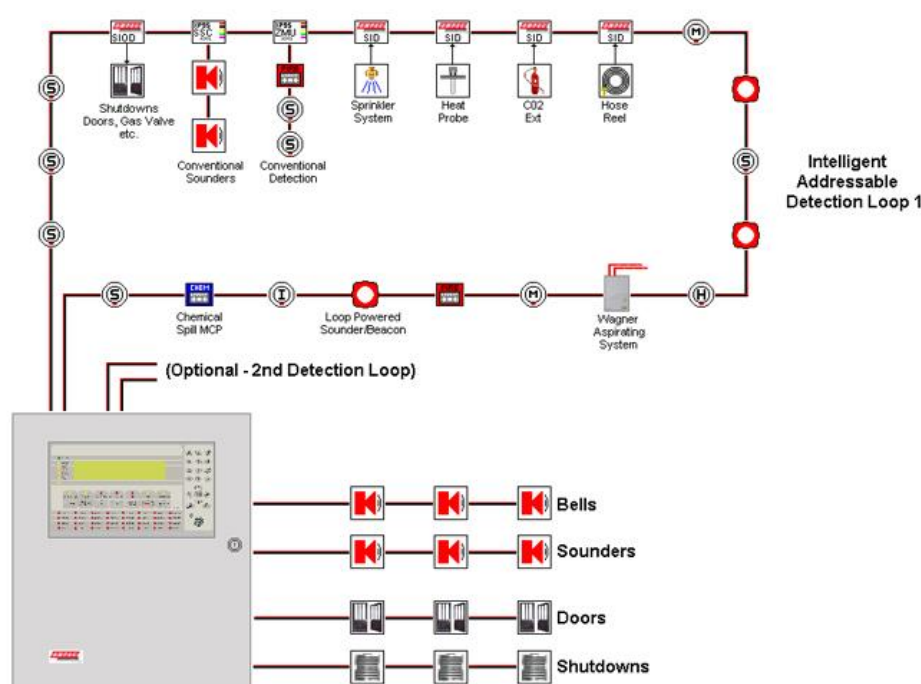 SIOD
SSC
ZMU
SID
SID
SID
SID
M
Shutdowns
Doors, Gas Valve
etc.
Sprinkler
System
Heat
Probe
C02
Ext
Hose
Reel
S
S
S
S
S
S
Conventional
Sounders
Conventional
Detection
Intelligent
Addressable
Detection Loop 1
S
CHEM
I
M
H
Chemical
Spill MCP
Loop Powered
Sounder/Beacon
Wagner
Aspirating
System
(Optional - 2nd Detection Loop)
Bells
Sounders
Doors
Shutdowns